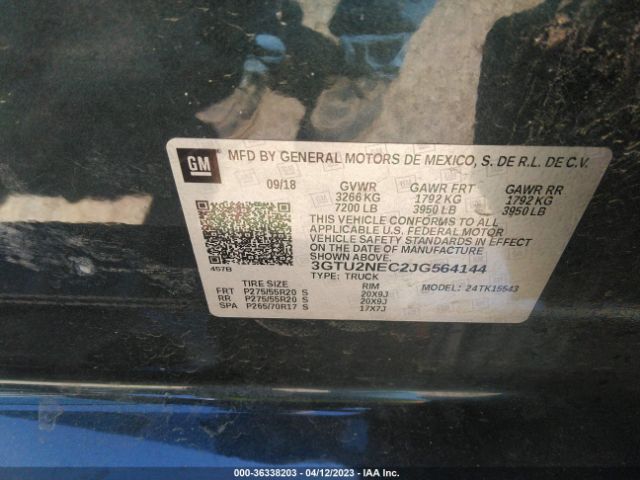 GM MFD BY GENERAL MOTORS DE MEXICO, S. DE R.L. DE C.V.
09/18 GVWR GAWR FRT GAWR RR
3266 KG 1792 KG 1792 KG
7200 LB 3950 LB 3950 LB
THIS VEHICLE CONFORMS TO ALL
APPLICABLE U.S. FEDERAL MOTOR
VEHICLE SAFETY STANDARDS IN
EFFECT ON THE DATE OF MANUFACTURE
SHOWN ABOVE.
457B 3GTU2NEC2JG564144
TYPE: TRUCK
TIRE SIZE RIM MODEL: 24TK15543
FRT P275/55R20 S 20X9J
RR P275/55R20 S 20X9J
SPA P265/70R17 S 17X7J
000-36338203 - 04/12/2023 - IAA Inc.